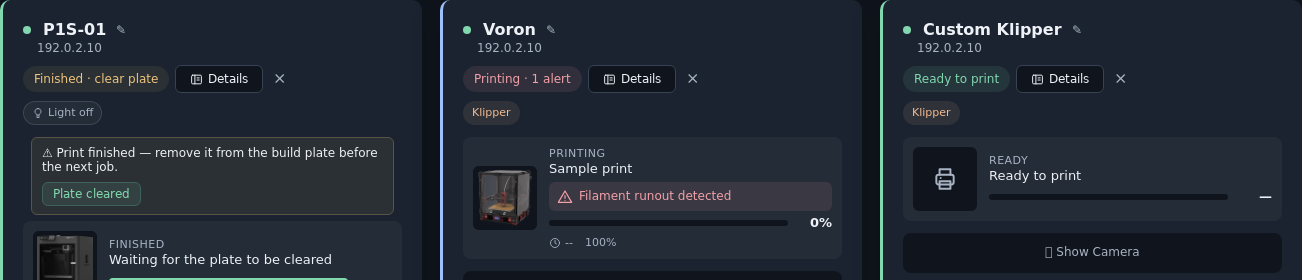 P1S-01
192.0.2.10
Finished · clear plate
Details
Light off
⚠ Print finished — remove it from the build plate before
the next job.
Plate cleared
FINISHED
Waiting for the plate to be cleared
Voron
192.0.2.10
Printing · 1 alert
Details
Klipper
PRINTING
Sample print
Filament runout detected
0%
-- 100%
Custom Klipper
192.0.2.10
Ready to print
Details
Klipper
READY
Ready to print
—
Show Camera